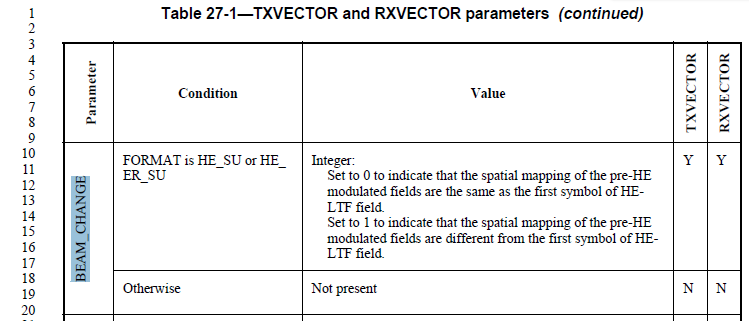 Table 27-1—TXVECTOR and RXVECTOR parameters (continued)
1
2
3
4
5
6
7
8
9
10
11
12
13
14
15
16
17
18
19
20
Parameter
Condition
Value
TXVECTOR
RXVECTOR
BEAM_CHANGE
FORMAT is HE_SU or HE_
ER_SU
Integer:
Set to 0 to indicate that the spatial mapping of the pre-HE
modulated fields are the same as the first symbol of HE-
LTF field.
Set to 1 to indicate that the spatial mapping of the pre-HE
modulated fields are different from the first symbol of HE-
LTF field.
Y
Y
Otherwise
Not present
N
N